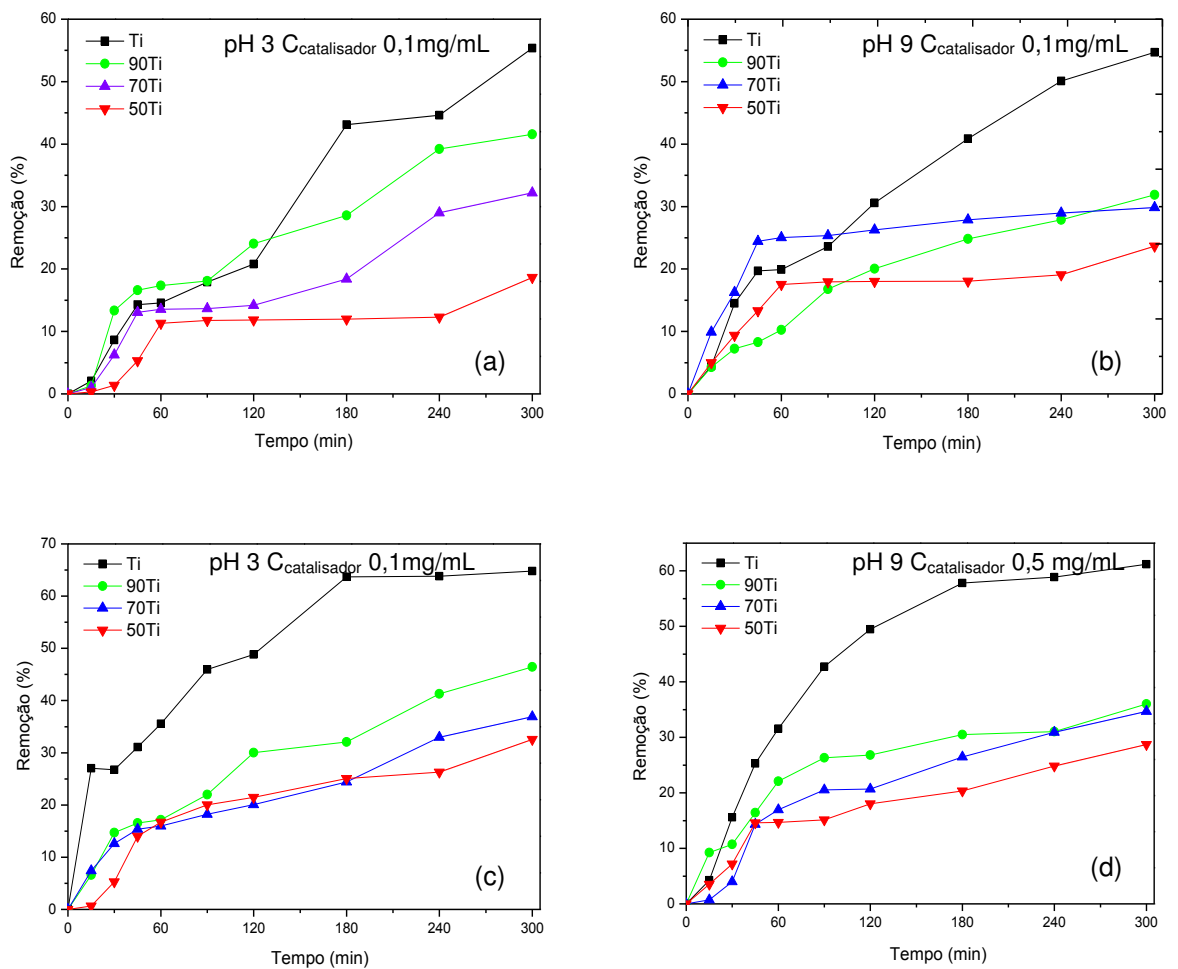 pH 3 Ccatalisador 0,1mg/mL
Ti
90Ti
70Ti
50Ti
60
50
40
30
20
10
0
Remoção (%)
(a)
0 60 120 180 240 300
Tempo (min)
pH 9 Ccatalisador 0,1mg/mL
Ti
90Ti
70Ti
50Ti
60
50
40
30
20
10
0
Remoção (%)
(b)
0 60 120 180 240 300
Tempo (min)
pH 3 Ccatalisador 0,1mg/mL
Ti
90Ti
70Ti
50Ti
70
60
50
40
30
20
10
0
Remoção (%)
(c)
0 60 120 180 240 300
Tempo (min)
pH 9 Ccatalisador 0,5 mg/mL
Ti
90Ti
70Ti
50Ti
60
50
40
30
20
10
0
Remoção (%)
(d)
0 60 120 180 240 300
Tempo (min)